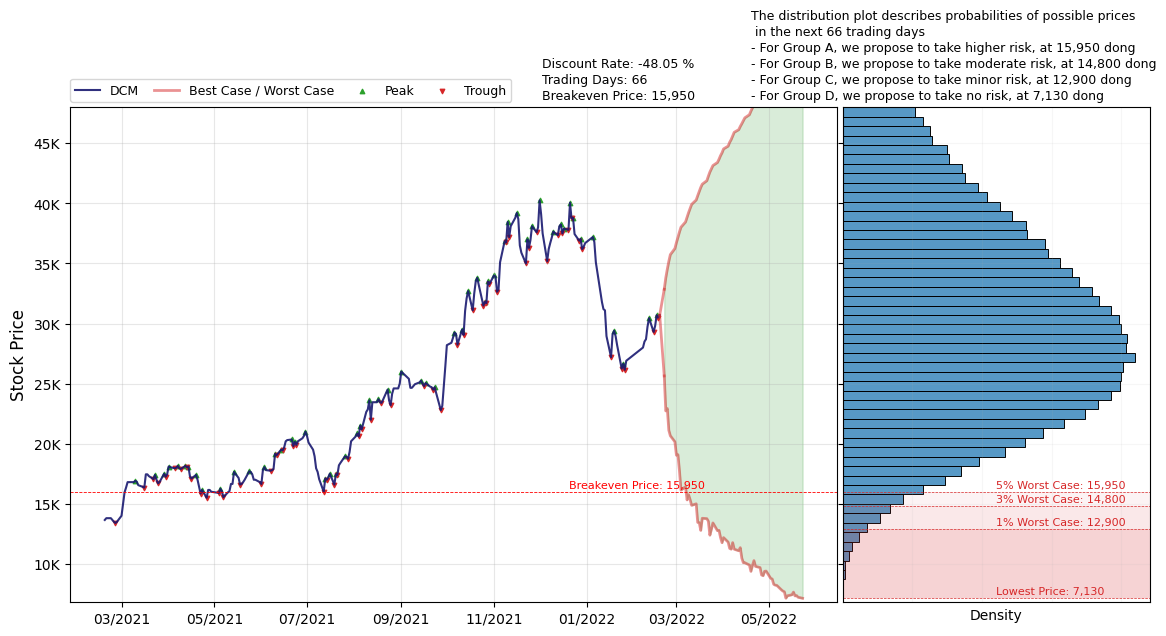 The distribution plot describes probabilities of possible prices
in the next 66 trading days
- For Group A, we propose to take higher risk, at 15,950 dong
- For Group B, we propose to take moderate risk, at 14,800 dong
- For Group C, we propose to take minor risk, at 12,900 dong
- For Group D, we propose to take no risk, at 7,130 dong
Discount Rate: -48.05 %
Trading Days: 66
Breakeven Price: 15,950
DCM
Best Case / Worst Case
Peak
Trough
Stock Price
45K
40K
35K
30K
25K
20K
15K
10K
Breakeven Price: 15,950
5% Worst Case: 15,950
3% Worst Case: 14,800
1% Worst Case: 12,900
Lowest Price: 7,130
03/2021
05/2021
07/2021
09/2021
11/2021
01/2022
03/2022
05/2022
Density